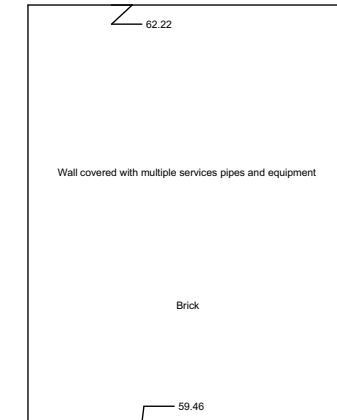 62.22
Wall covered with multiple services pipes and equipment
Brick
59.46